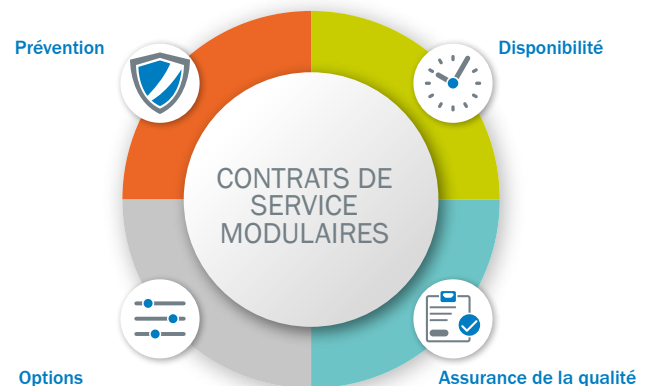 Prévention
Disponibilité
CONTRATS DE
SERVICE
MODULAIRES
Options
Assurance de la qualité